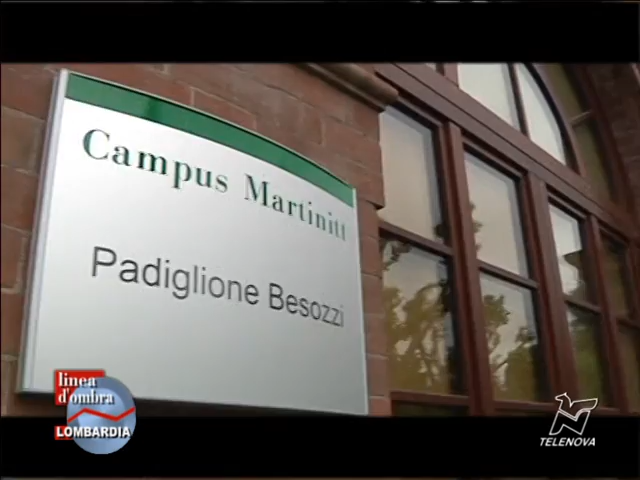 Campus Martinitt
Padiglione Besozzi
linea
d'ombra
LOMBARDIA
TELENOVA